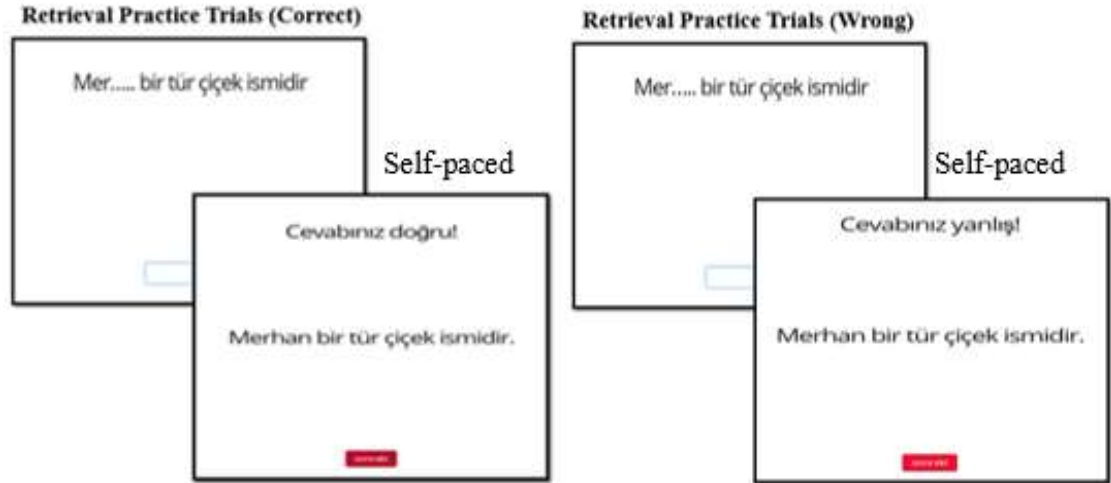 Retrieval Practice Trials (Correct)
Mer..... bir tür çiçek ismidir
Self-paced
Cevabınız doğru!
Merhan bir tür çiçek ismidir.
Retrieval Practice Trials (Wrong)
Mer..... bir tür çiçek ismidir
Self-paced
Cevabınız yanlış!
Merhan bir tür çiçek ismidir.